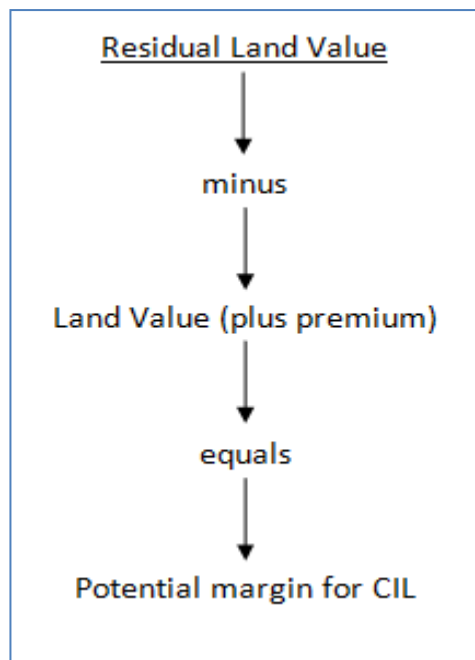 Residual Land Value
minus
Land Value (plus premium)
equals
Potential margin for CIL